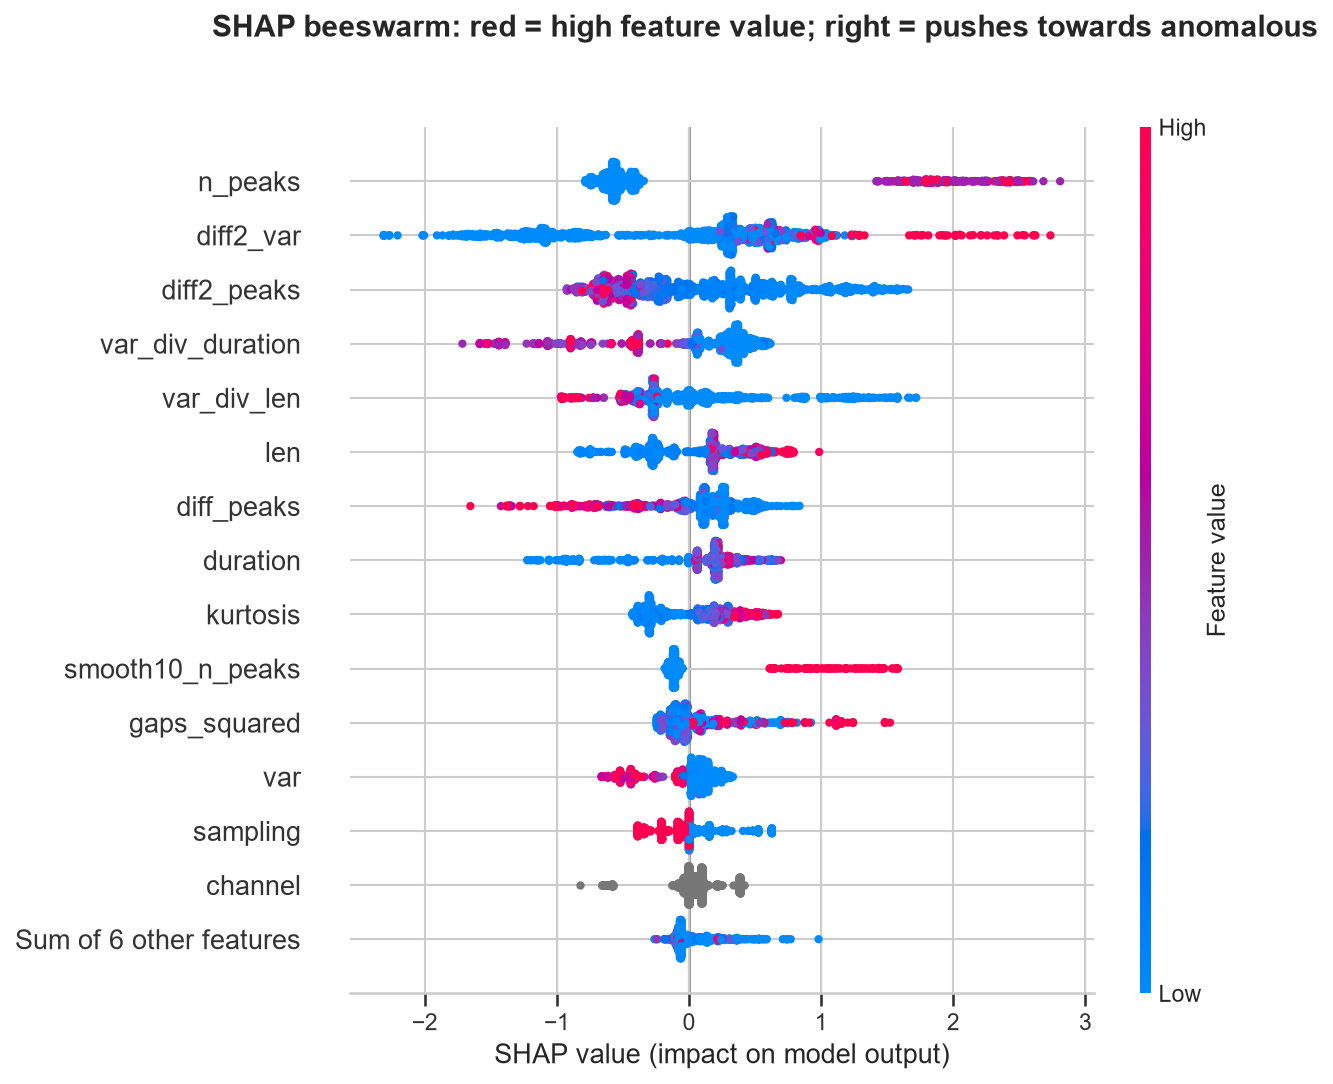 SHAP beeswarm: red = high feature value; right = pushes towards anomalous
High
n_peaks
diff2_var
diff2_peaks
var_div_duration
var_div_len
len
diff_peaks
duration
kurtosis
smooth10_n_peaks
gaps_squared
var
sampling
channel
Sum of 6 other features
Feature value
Low
−2 −1 0 1 2 3
SHAP value (impact on model output)